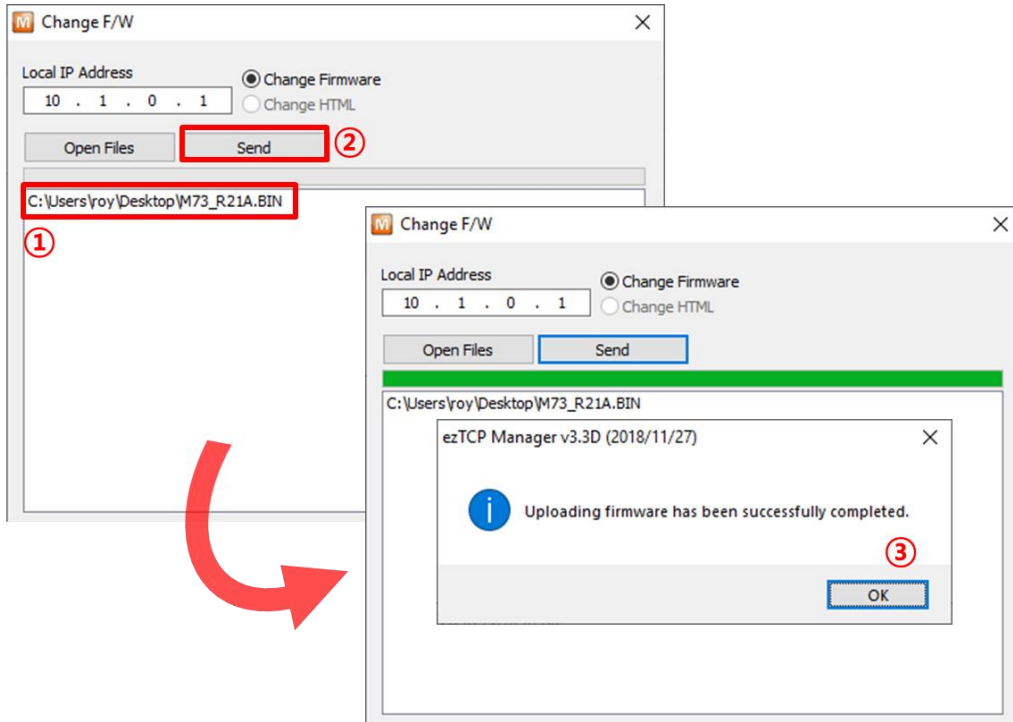 M Change F/W
Local IP Address
Change Firmware
10 . 1 . 0 . 1
Change HTML
Open Files
Send
②
C:\Users\roy\Desktop\M73_R21A.BIN
①
M Change F/W
Local IP Address
Change Firmware
10 . 1 . 0 . 1
Change HTML
Open Files
Send
C:\Users\roy\Desktop\M73_R21A.BIN
ezTCP Manager v3.3D (2018/11/27)
i Uploading firmware has been successfully completed.
③
OK